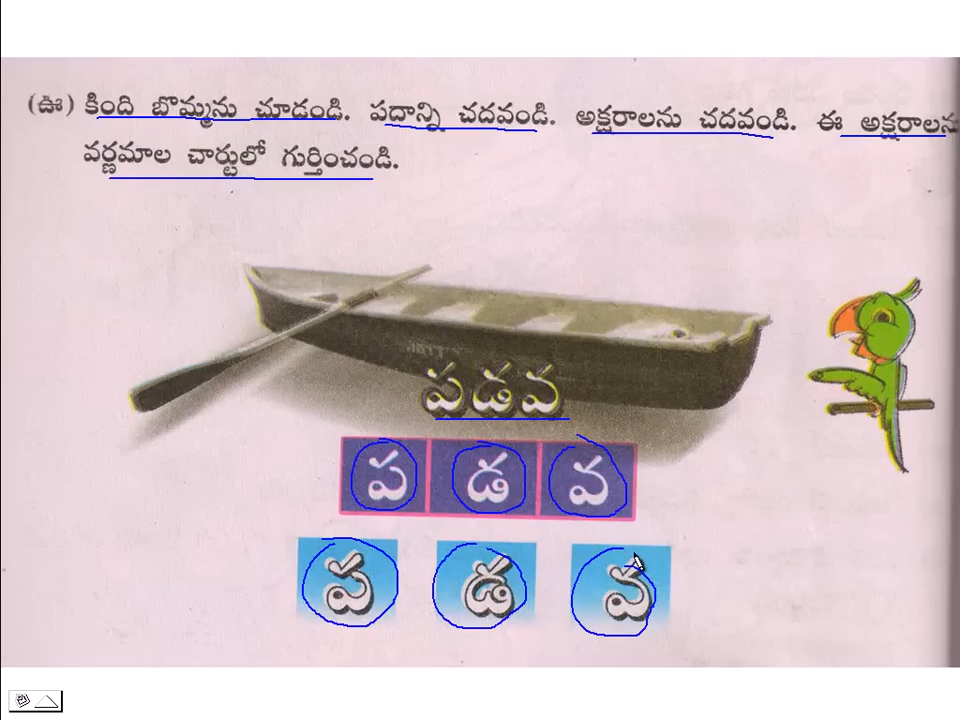 (ఊ) కింది బొమ్మను చూడండి. పదాన్ని చదవండి. అక్షరాలను చదవండి. ఈ అక్షరాలను
వర్ణమాల చార్టులో గుర్తించండి.
పడవ
ప డ వ
ప డ వ